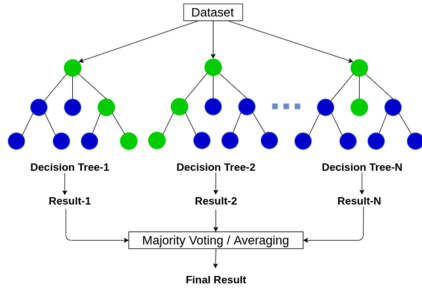 Dataset
Decision Tree-1
Decision Tree-2
Decision Tree-N
Result-1
Result-2
Result-N
Majority Voting / Averaging
Final Result